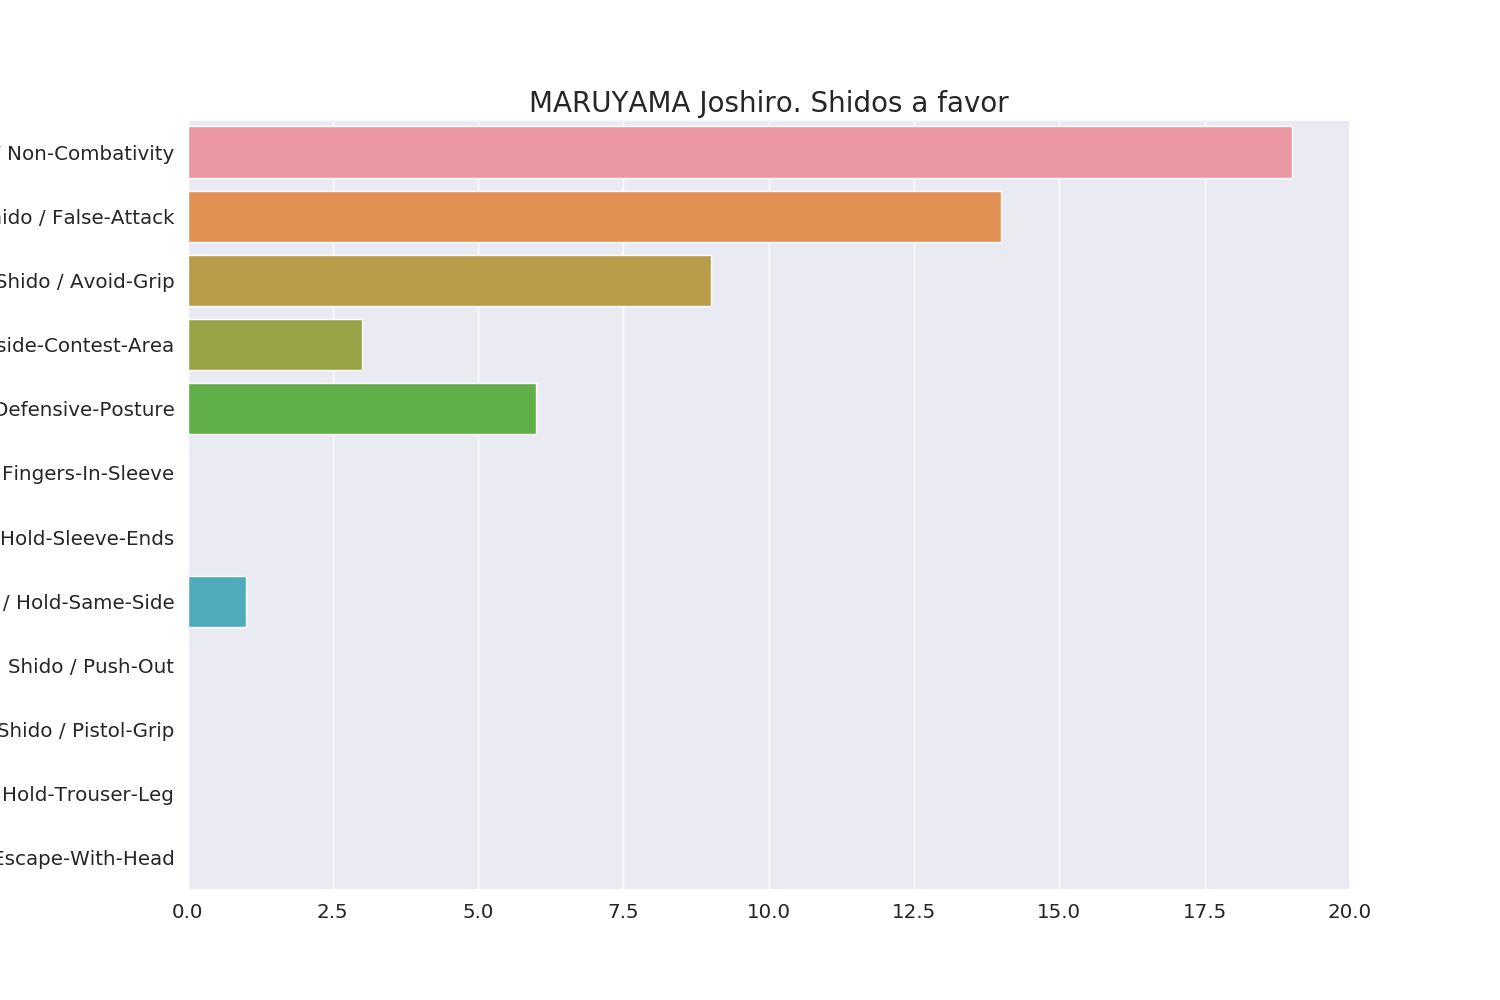 MARUYAMA Joshiro. Shidos a favor
/ Non-Combativity
/ False-Attack
Shido / Avoid-Grip
-Contest-Area
Defensive-Posture
Fingers-In-Sleeve
Hold-Sleeve-Ends
/ Hold-Same-Side
Shido / Push-Out
Shido / Pistol-Grip
Hold-Trouser-Leg
Escape-With-Head
0.0 2.5 5.0 7.5 10.0 12.5 15.0 17.5 20.0